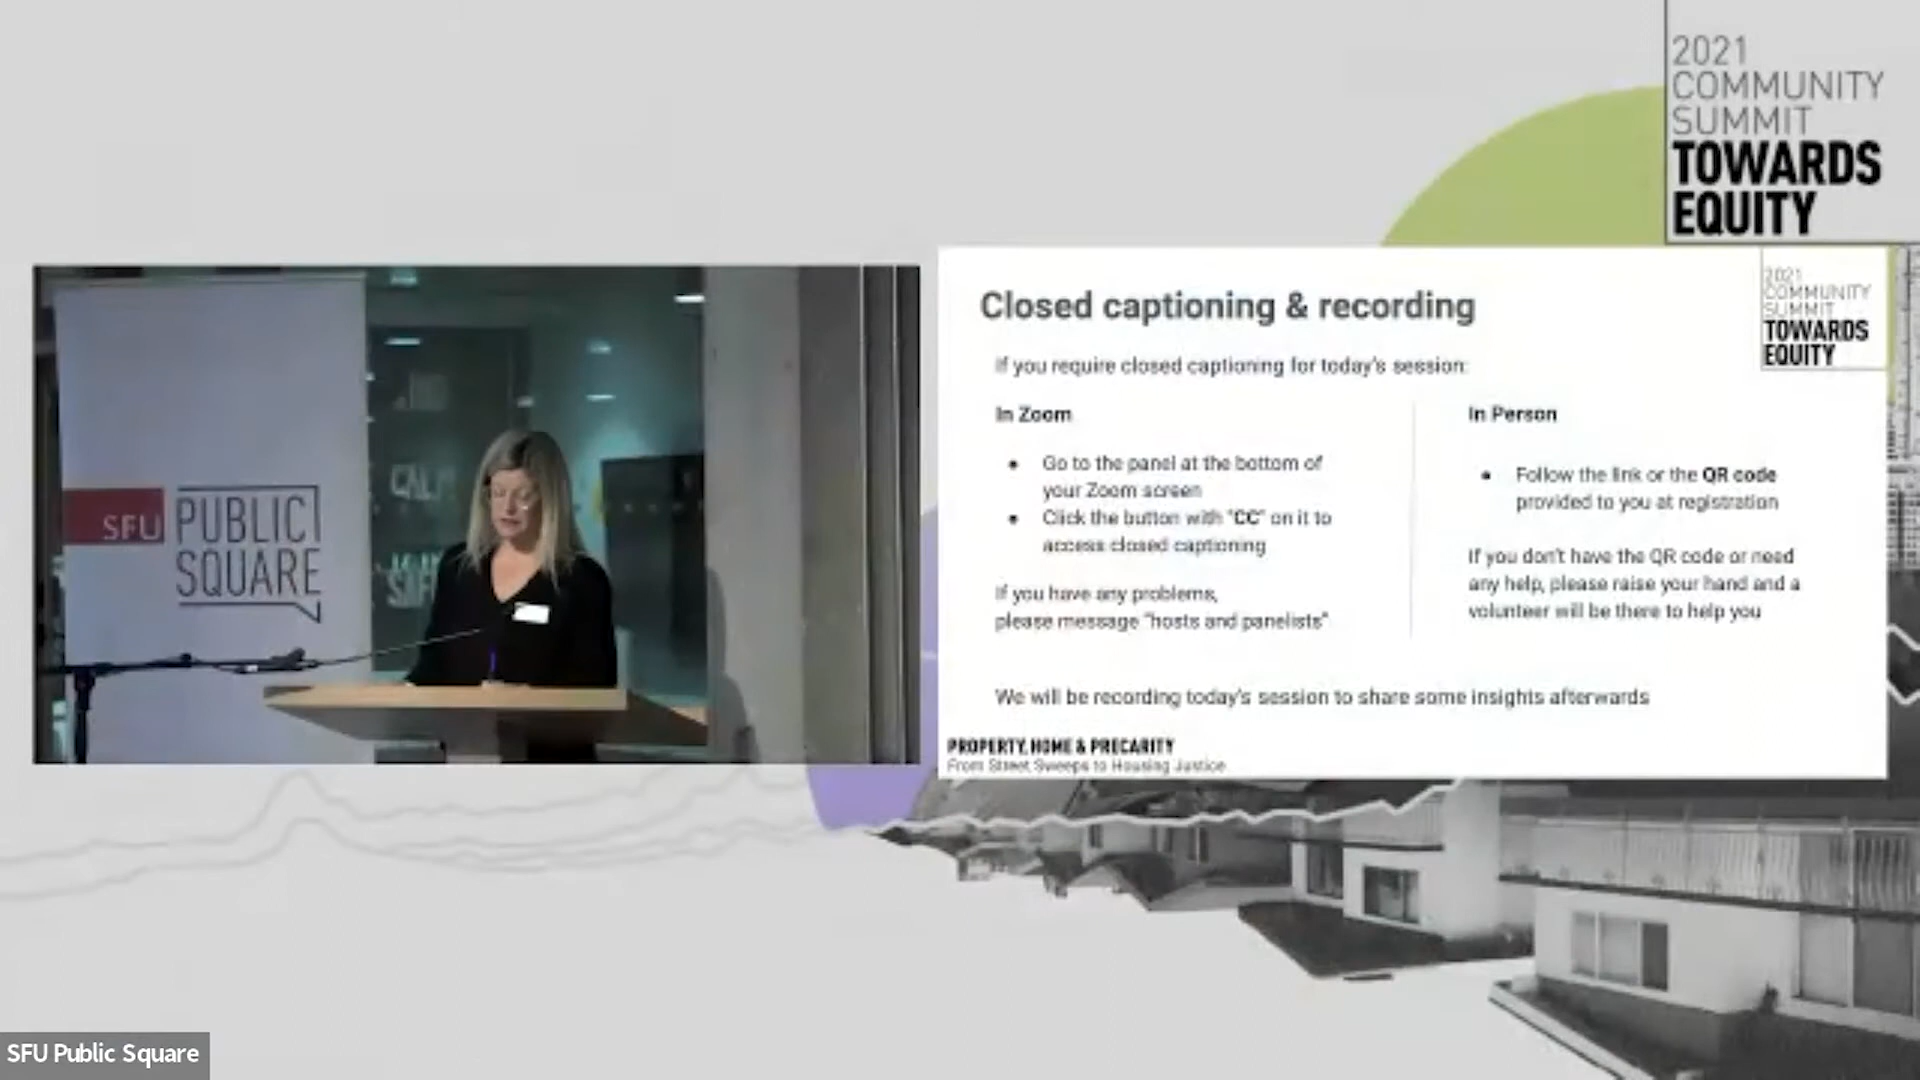 2021
COMMUNITY
SUMMIT
TOWARDS
EQUITY
SFU
PUBLIC
SQUARE
CALM
Closed captioning & recording
2021
COMMUNITY
SUMMIT
TOWARDS
EQUITY
If you require closed captioning for today's session:
In Zoom
• Go to the panel at the bottom of
your Zoom screen
• Click the button with "CC" on it to
access closed captioning
If you have any problems,
please message "hosts and panelists"
In Person
• Follow the link or the QR code
provided to you at registration
If you don't have the QR code or need
any help, please raise your hand and a
volunteer will be there to help you
We will be recording today's session to share some insights afterwards
PROPERTY, HOME & PRECARITY
From Street Sweeps to Housing Justice
SFU Public Square